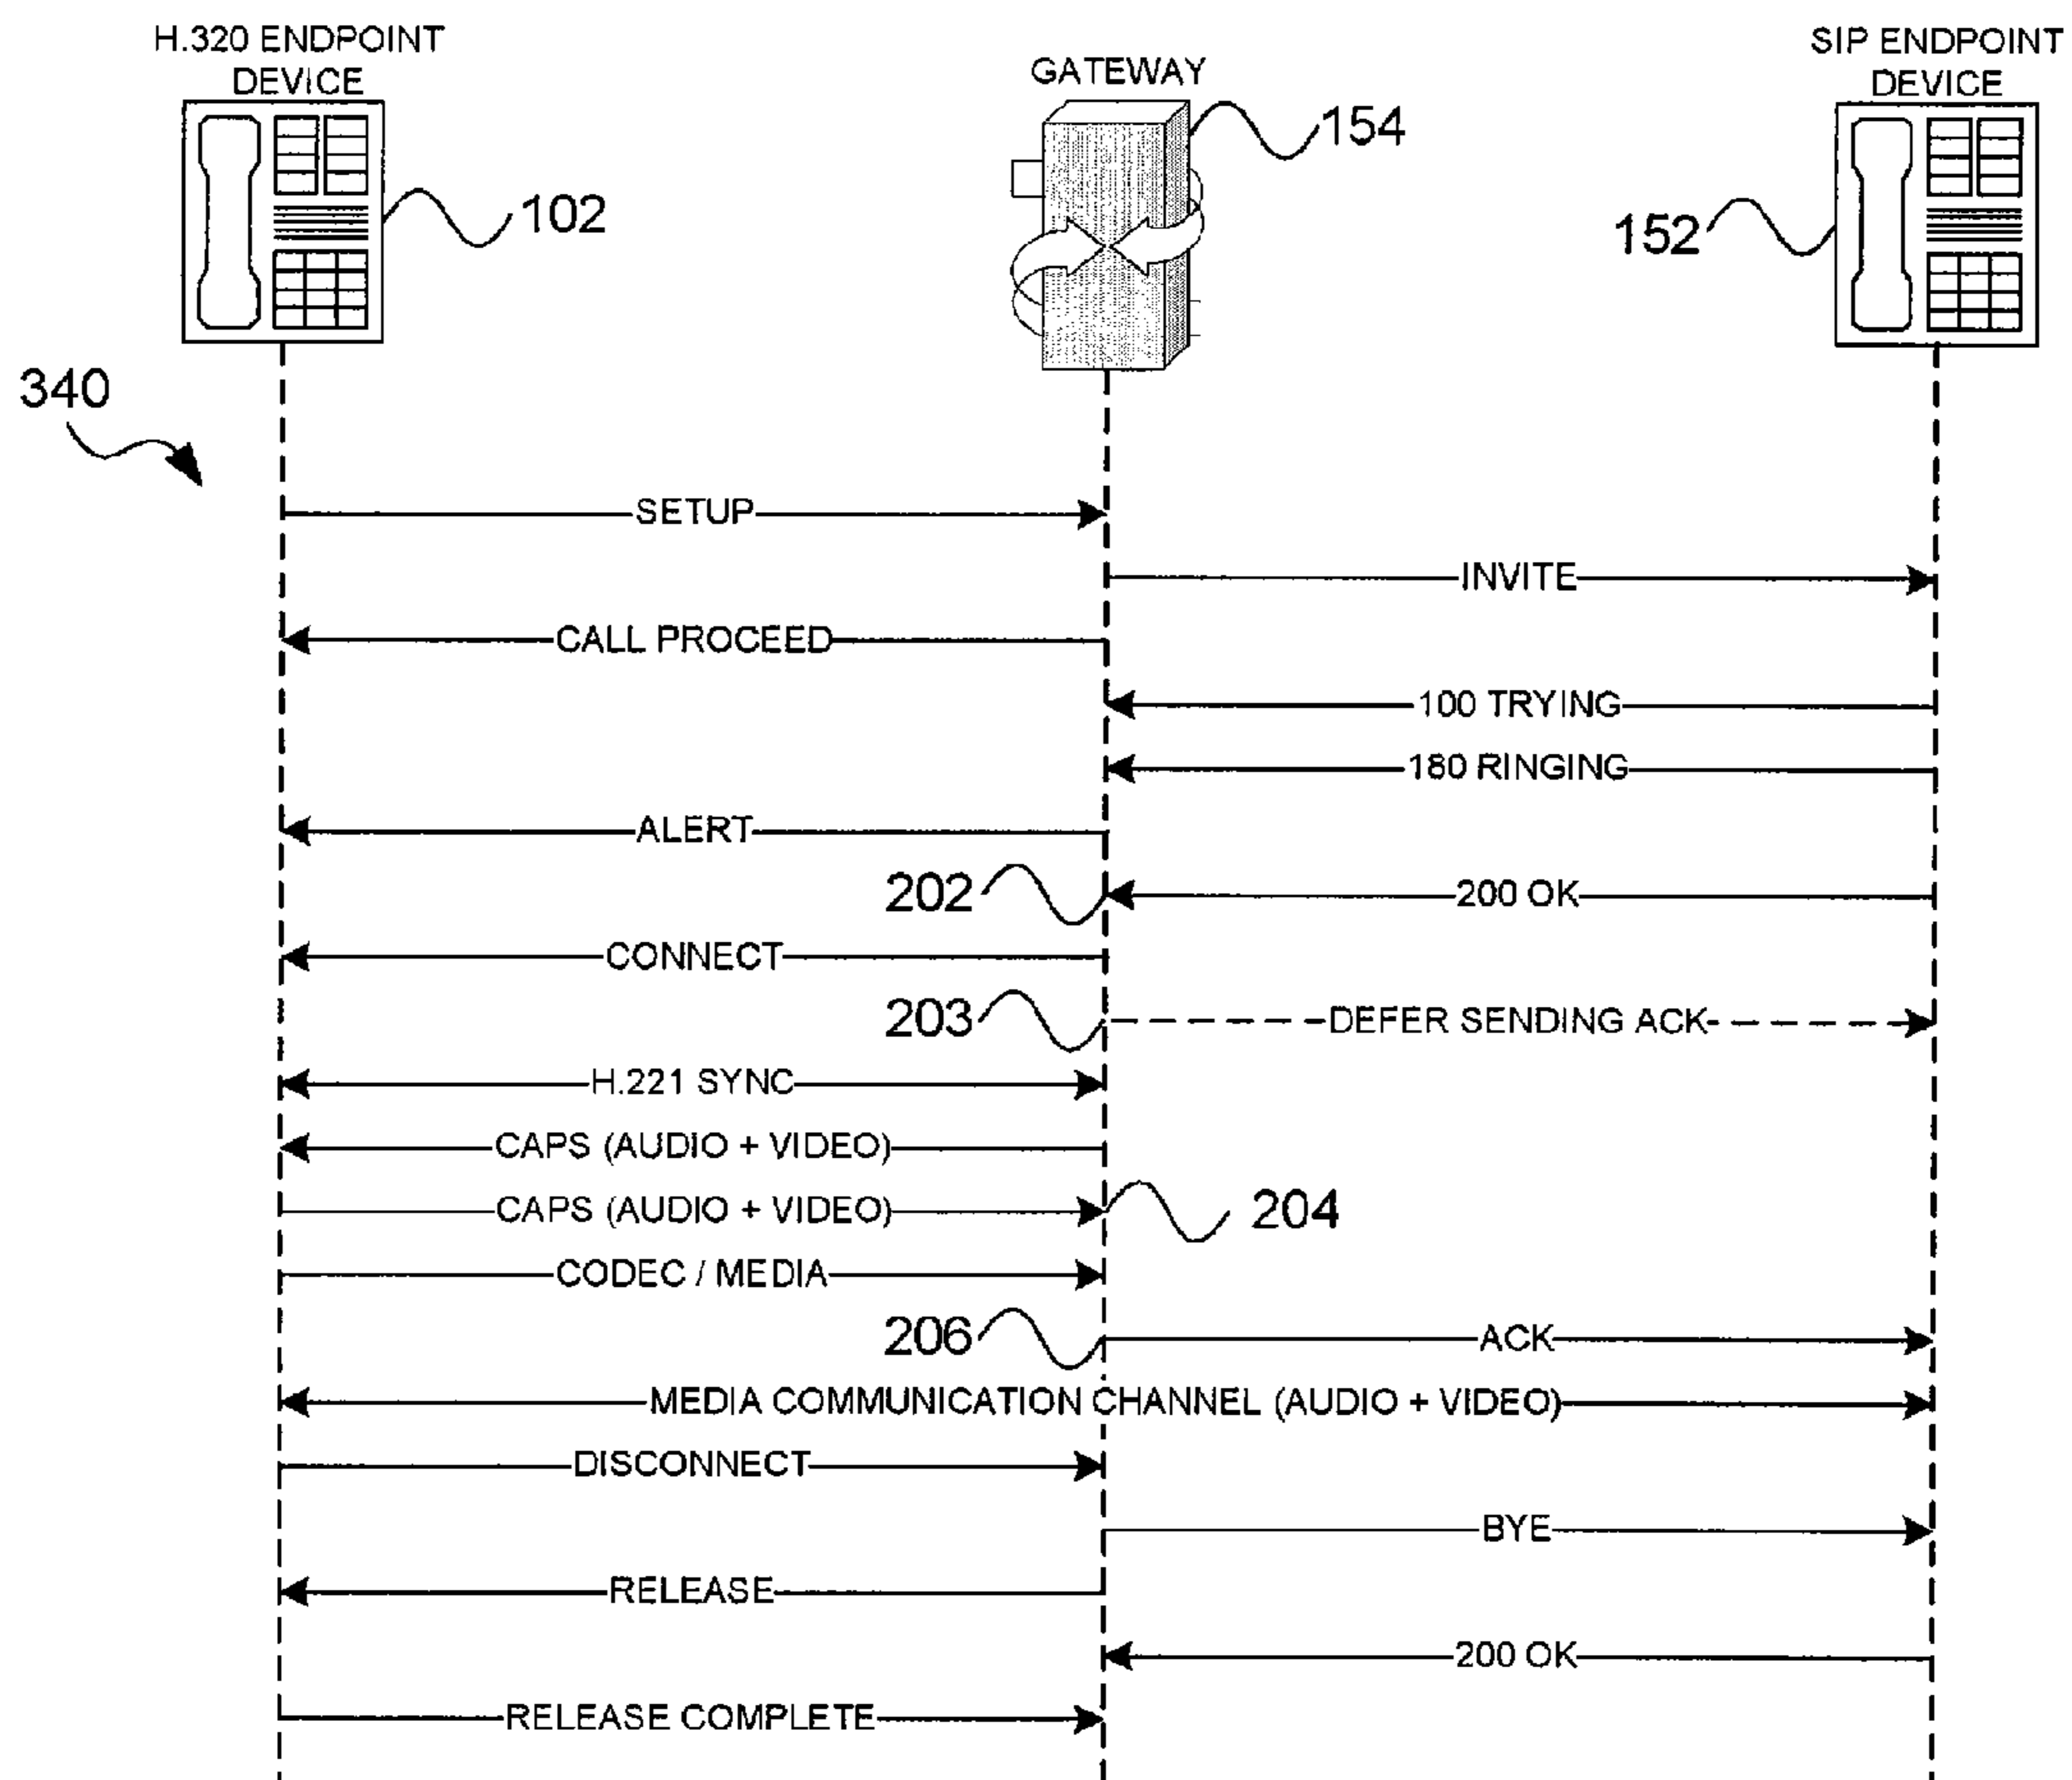 H.320 ENDPOINT
DEVICE
GATEWAY
SIP ENDPOINT
DEVICE
154
102
152
340
SETUP
INVITE
CALL PROCEED
100 TRYING
180 RINGING
ALERT
202
200 OK
CONNECT
203
DEFER SENDING ACK
H.221 SYNC
CAPS (AUDIO + VIDEO)
CAPS (AUDIO + VIDEO)
204
CODEC / MEDIA
206
ACK
MEDIA COMMUNICATION CHANNEL (AUDIO + VIDEO)
DISCONNECT
BYE
RELEASE
200 OK
RELEASE COMPLETE